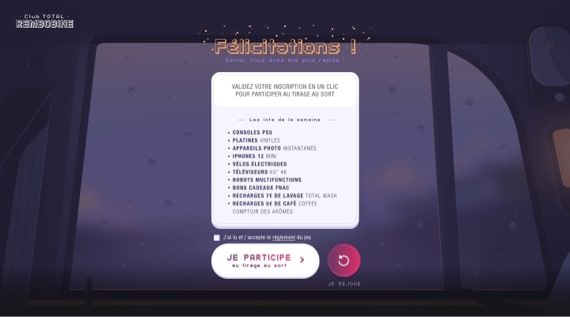 Club TOTAL
REMBOBINE
Félicitations !
Daniel, vous avez été plus rapide !
VALIDEZ VOTRE INSCRIPTION EN UN CLIC
POUR PARTICIPER AU TIRAGE AU SORT
Les lots de la semaine
• CONSOLES PS5
• PLATINES VINYLES
• APPAREILS PHOTO INSTANTANÉS
• IPHONES 12 MINI
• VÉLOS ÉLECTRIQUES
• TÉLÉVISEURS 65" 4K
• ROBOTS MULTIFONCTIONS
• BONS CADEAU FNAC
• RECHARGES 7€ DE LAVAGE TOTAL WASH
• RECHARGES 5€ DE CAFÉ COFFEE
COMPTOIR DES ARÔMES
J'ai lu et j'accepte le règlement du jeu
JE PARTICIPE
au tirage au sort
JE REJOUE